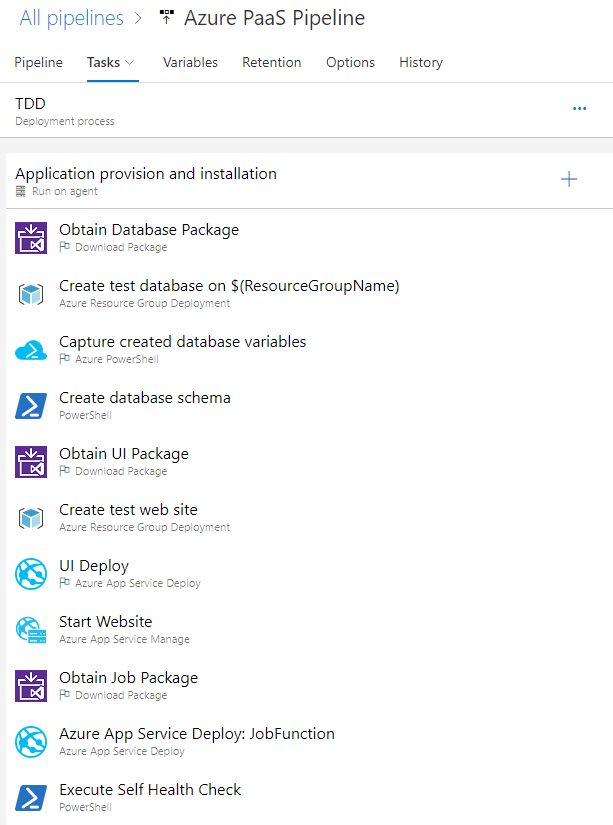 All pipelines > Azure PaaS Pipeline
Pipeline Tasks Variables Retention Options History
TDD
Deployment process
Application provision and installation
Run on agent
Obtain Database Package
Download Package
Create test database on $(ResourceGroupName)
Azure Resource Group Deployment
Capture created database variables
Azure PowerShell
Create database schema
PowerShell
Obtain UI Package
Download Package
Create test web site
Azure Resource Group Deployment
UI Deploy
Azure App Service Deploy
Start Website
Azure App Service Manage
Obtain Job Package
Download Package
Azure App Service Deploy: JobFunction
Azure App Service Deploy
Execute Self Health Check
PowerShell